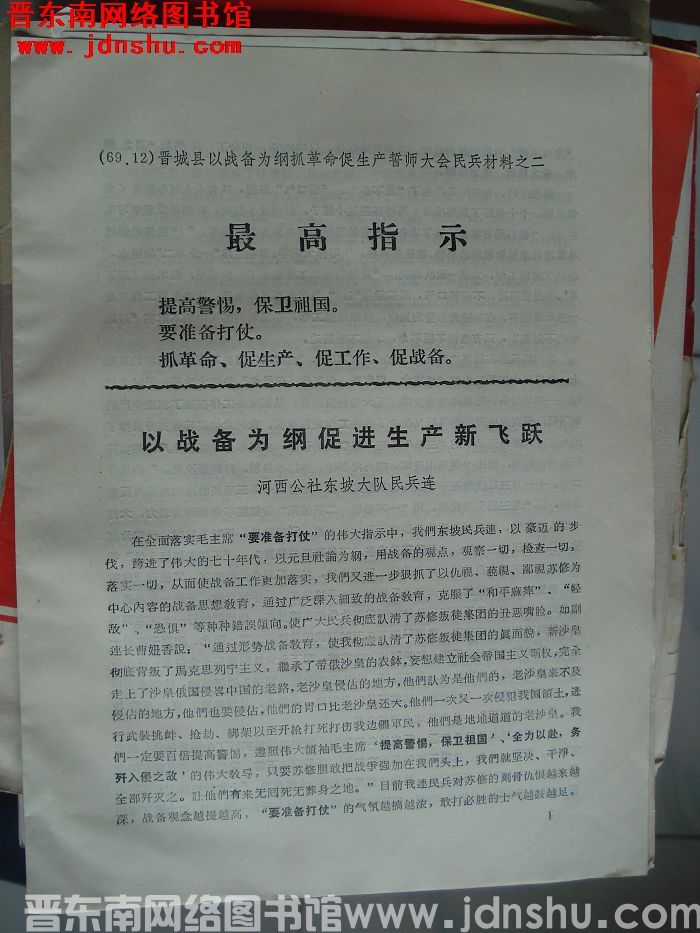 晋东南网络图书馆
www.jdnshu.com
(69.12)晋城县以战备为纲抓革命促生产誓师大会民兵材料之二
最高指示
提高警惕，保卫祖国。
要准备打仗。
抓革命、促生产、促工作、促战备。
以战备为纲促进生产新飞跃
河西公社东坡大队民兵连
在全面落实毛主席“要准备打仗”的伟大指示中，我們东坡民兵連，以豪迈的步
伐，跨进了伟大的七十年代，以元旦社論为綱，用战备的观点，观察一切，检查一切，
落实一切，从而使战备工作更加落实，我們又进一步狠抓了以仇視、藐視、鄙視苏修为
中心內容的战备思想教育，通过广泛深入細致的战备教育，克服了“和平麻痹”、“輕
敌”、“恐惧”等种种錯誤倾向。使广大民兵彻底訟清了苏修叛徒集团的丑恶嘴脸。如副
連长曹妞香說：“通过形势战备教育，使我彻底訟清了苏修叛徒集团的真面貌，新沙皇
彻底背叛了馬克思列宁主义，繼承了帝俄沙皇的衣鉢，妄想建立社会帝国主义霸权，完全
走上了沙皇俄国侵畧中国的老路，老沙皇侵佔的地方，他們訟为是他們的，老沙皇来不及
侵佔的地方，他們也要侵佔，他們的胃口比老沙皇还大，他們一次又一次侵犯我国領土，进
行武装挑衅、抢劫、綁架以至开枪打死打伤我边疆軍民，他們是地地道道的老沙皇。我
們一定要百倍提高警惕，遵照伟大領袖毛主席‘提高警惕，保卫祖国’、‘全力以赴，务
歼入侵之敌’的伟大教导，只要苏修胆敢把战爭强加在我們头上，我們就坚决、干淨、
全部歼灭之。让他們有来无回死无葬身之地。”目前我連民兵对苏修的刻骨仇恨越来越
深，战备观念越提越高，“要准备打仗”的气氛越搞越浓，敢打必胜的士气越鼓越足，
1
晋东南网络图书馆 www.jdnshu.com